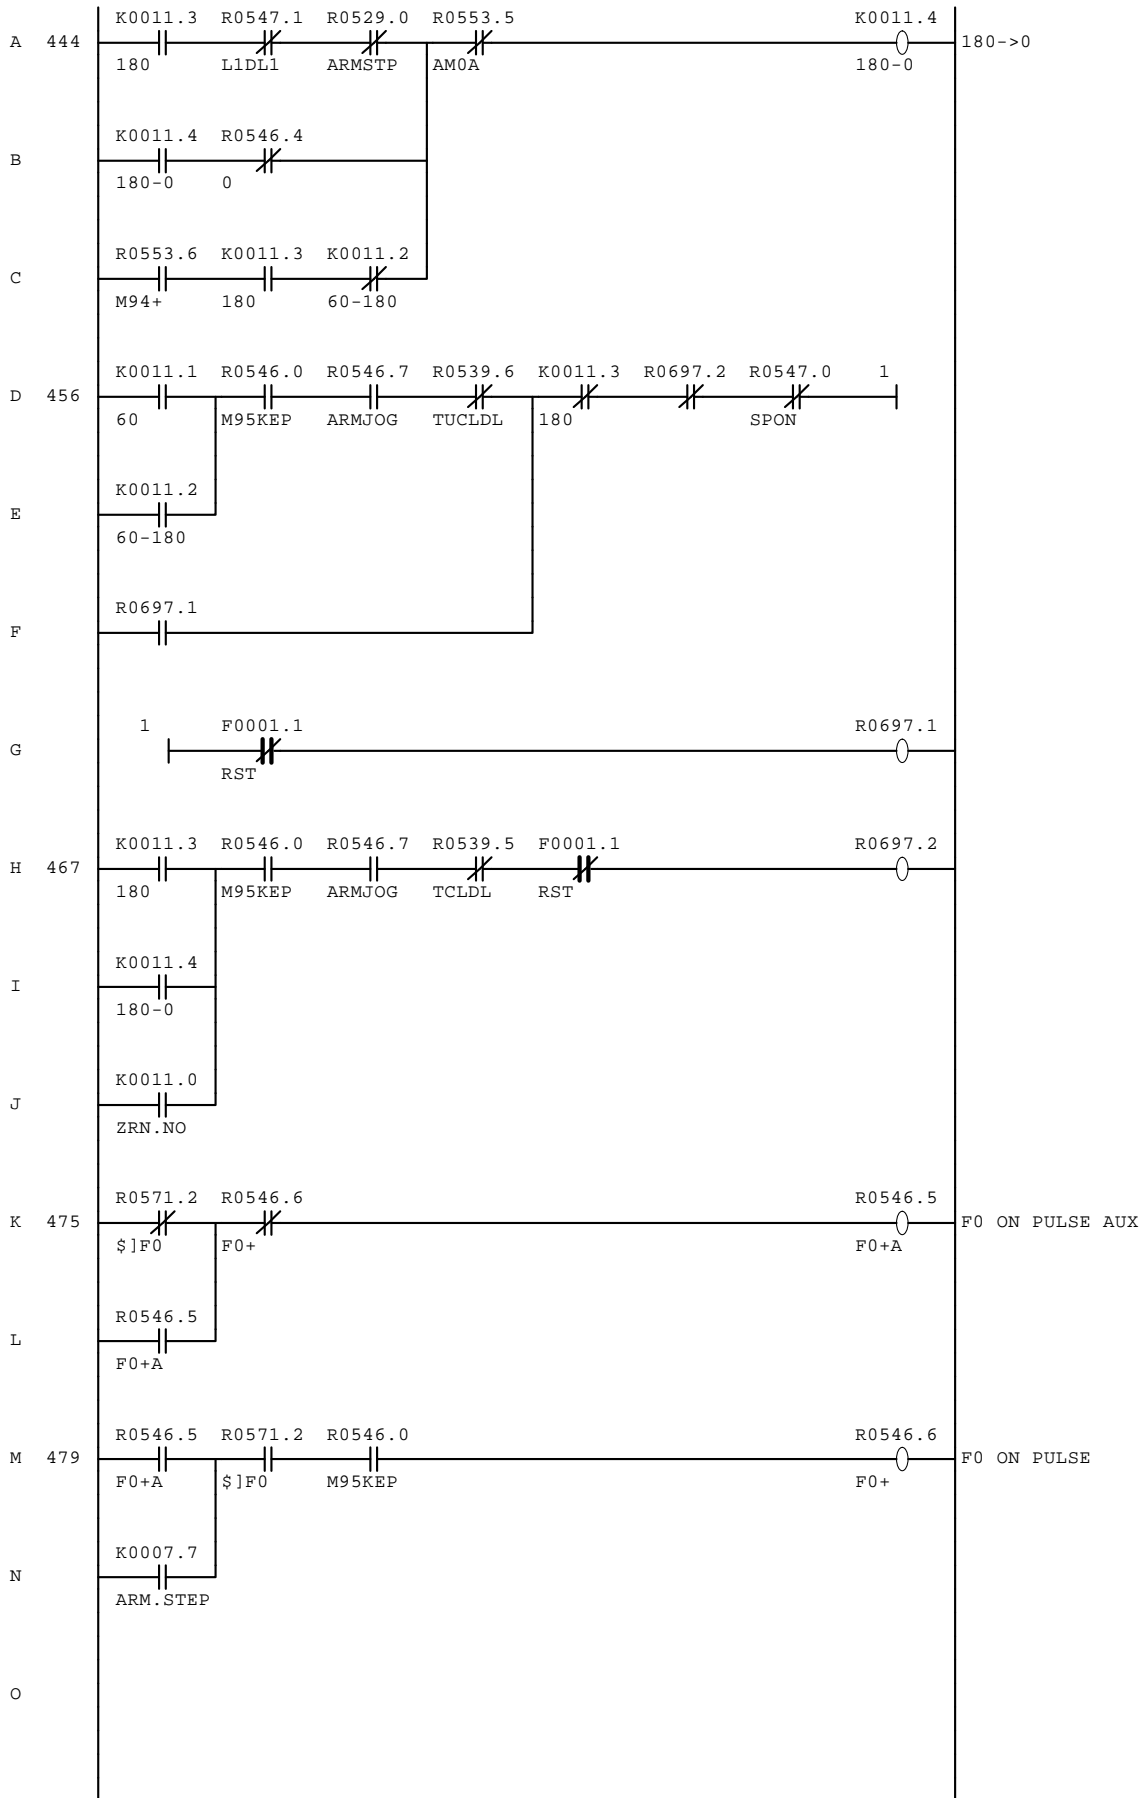 K0011.3 R0547.1 R0529.0 R0553.5 K0011.4
A 444 180->0
180 L1DL1 ARMSTP AM0A 180-0
K0011.4 R0546.4
B
180-0 0
R0553.6 K0011.3 K0011.2
C
M94+ 180 60-180
K0011.1 R0546.0 R0546.7 R0539.6 K0011.3 R0697.2 R0547.0 1
D 456
60 M95KEP ARMJOG TUCLDL 180 SPON
K0011.2
E
60-180
R0697.1
F
1 F0001.1 R0697.1
G
RST
K0011.3 R0546.0 R0546.7 R0539.5 F0001.1 R0697.2
H 467
180 M95KEP ARMJOG TCLDL RST
K0011.4
I
180-0
K0011.0
J
ZRN.NO
R0571.2 R0546.6 R0546.5
K 475 F0 ON PULSE AUX
$]F0 F0+ F0+A
R0546.5
L
F0+A
R0546.5 R0571.2 R0546.0 R0546.6
M 479 F0 ON PULSE
F0+A $]F0 M95KEP F0+
K0007.7
N
ARM.STEP
O